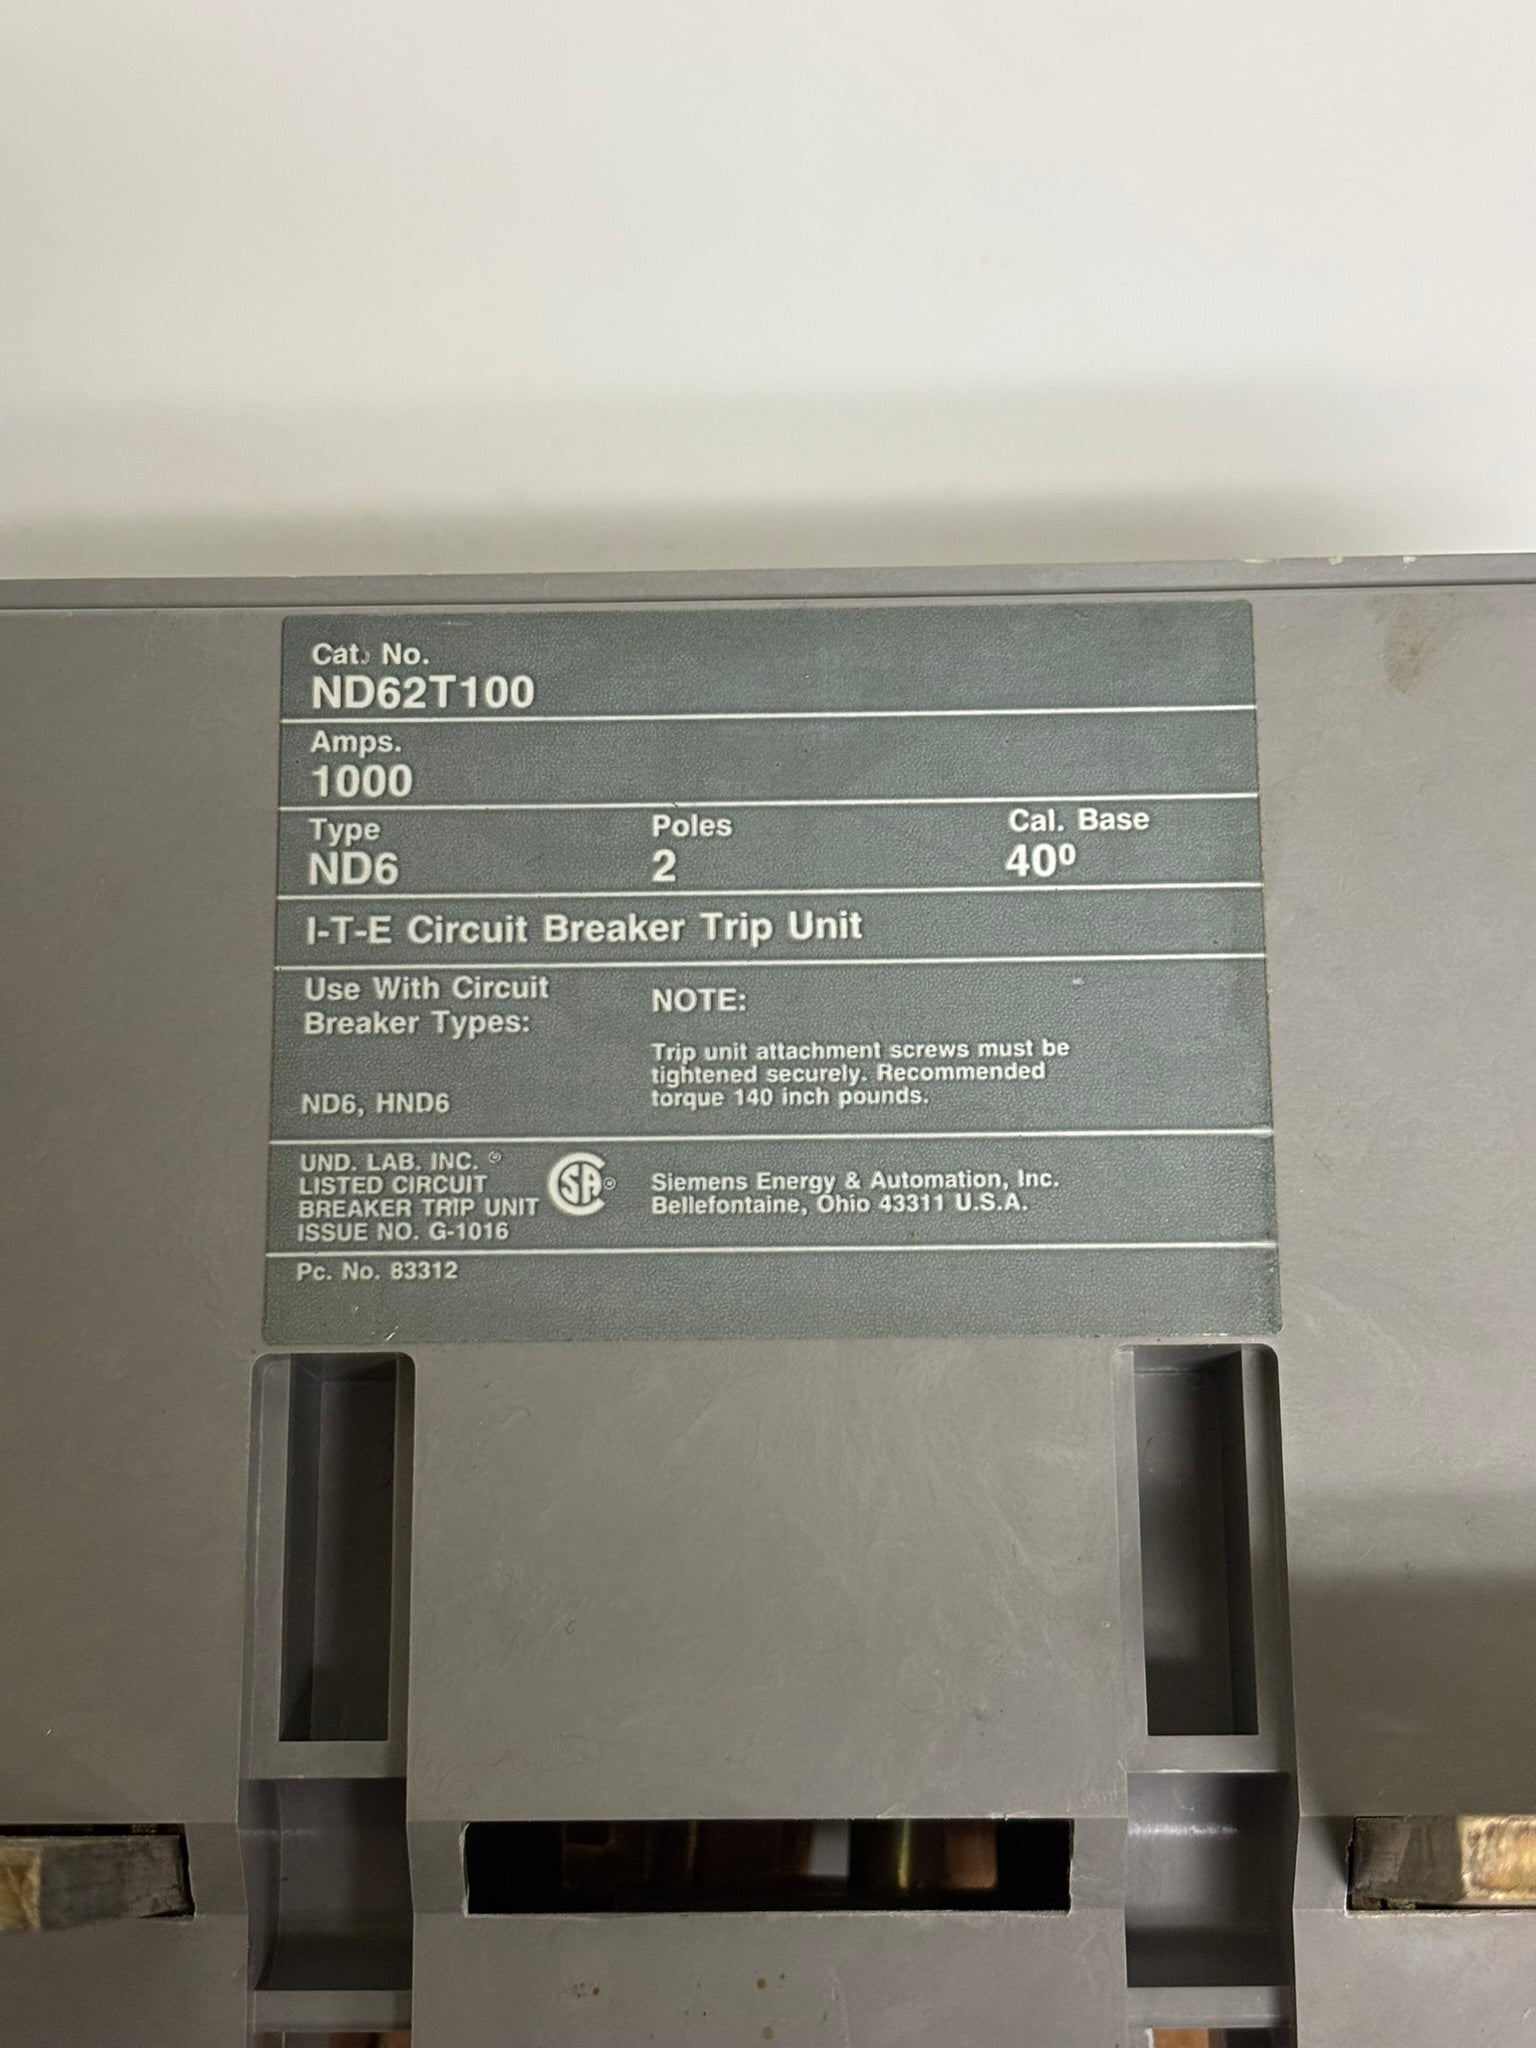 Cat. No.
ND62T100
Amps.
1000
Type Poles Cal. Base
ND6 2 40º
I-T-E Circuit Breaker Trip Unit
Use With Circuit
Breaker Types:
ND6, HND6
NOTE:
Trip unit attachment screws must be
tightened securely. Recommended
torque 140 inch pounds.
UND. LAB. INC. ®
LISTED CIRCUIT
BREAKER TRIP UNIT
ISSUE NO. G-1016
SA®
Siemens Energy & Automation, Inc.
Bellefontaine, Ohio 43311 U.S.A.
Pc. No. 83312